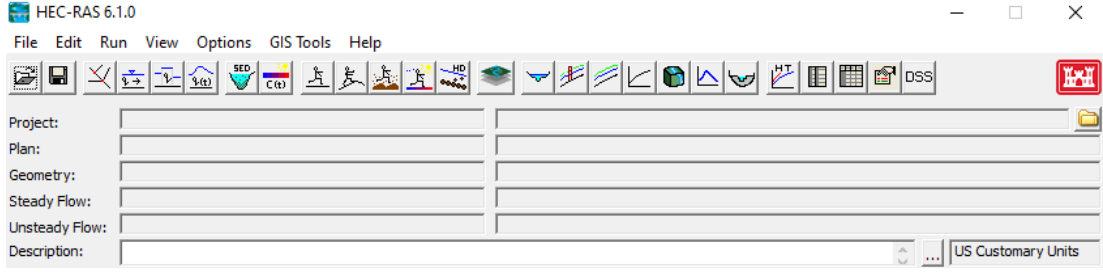 HEC-RAS 6.1.0
File Edit Run View Options GIS Tools Help
SED C(t) HD HT DSS
Project:
Plan:
Geometry:
Steady Flow:
Unsteady Flow:
Description: ... US Customary Units